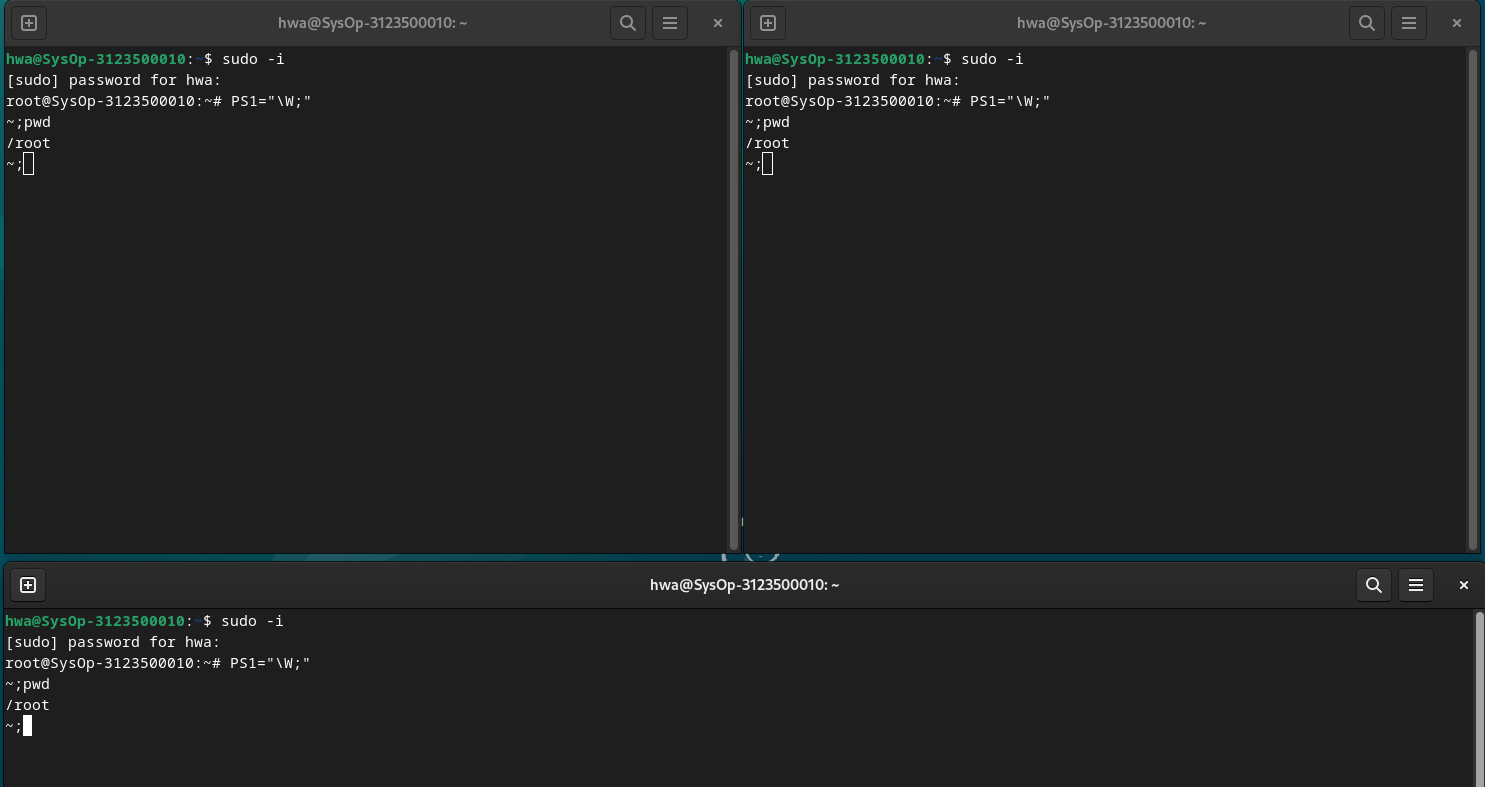 hwa@SysOp-3123500010: ~
hwa@SysOp-3123500010:~$ sudo -i
[sudo] password for hwa:
root@SysOp-3123500010:~# PS1="\W;"
~;pwd
/root
~;
hwa@SysOp-3123500010: ~
hwa@SysOp-3123500010:~$ sudo -i
[sudo] password for hwa:
root@SysOp-3123500010:~# PS1="\W;"
~;pwd
/root
~;
hwa@SysOp-3123500010: ~
hwa@SysOp-3123500010:~$ sudo -i
[sudo] password for hwa:
root@SysOp-3123500010:~# PS1="\W;"
~;pwd
/root
~;